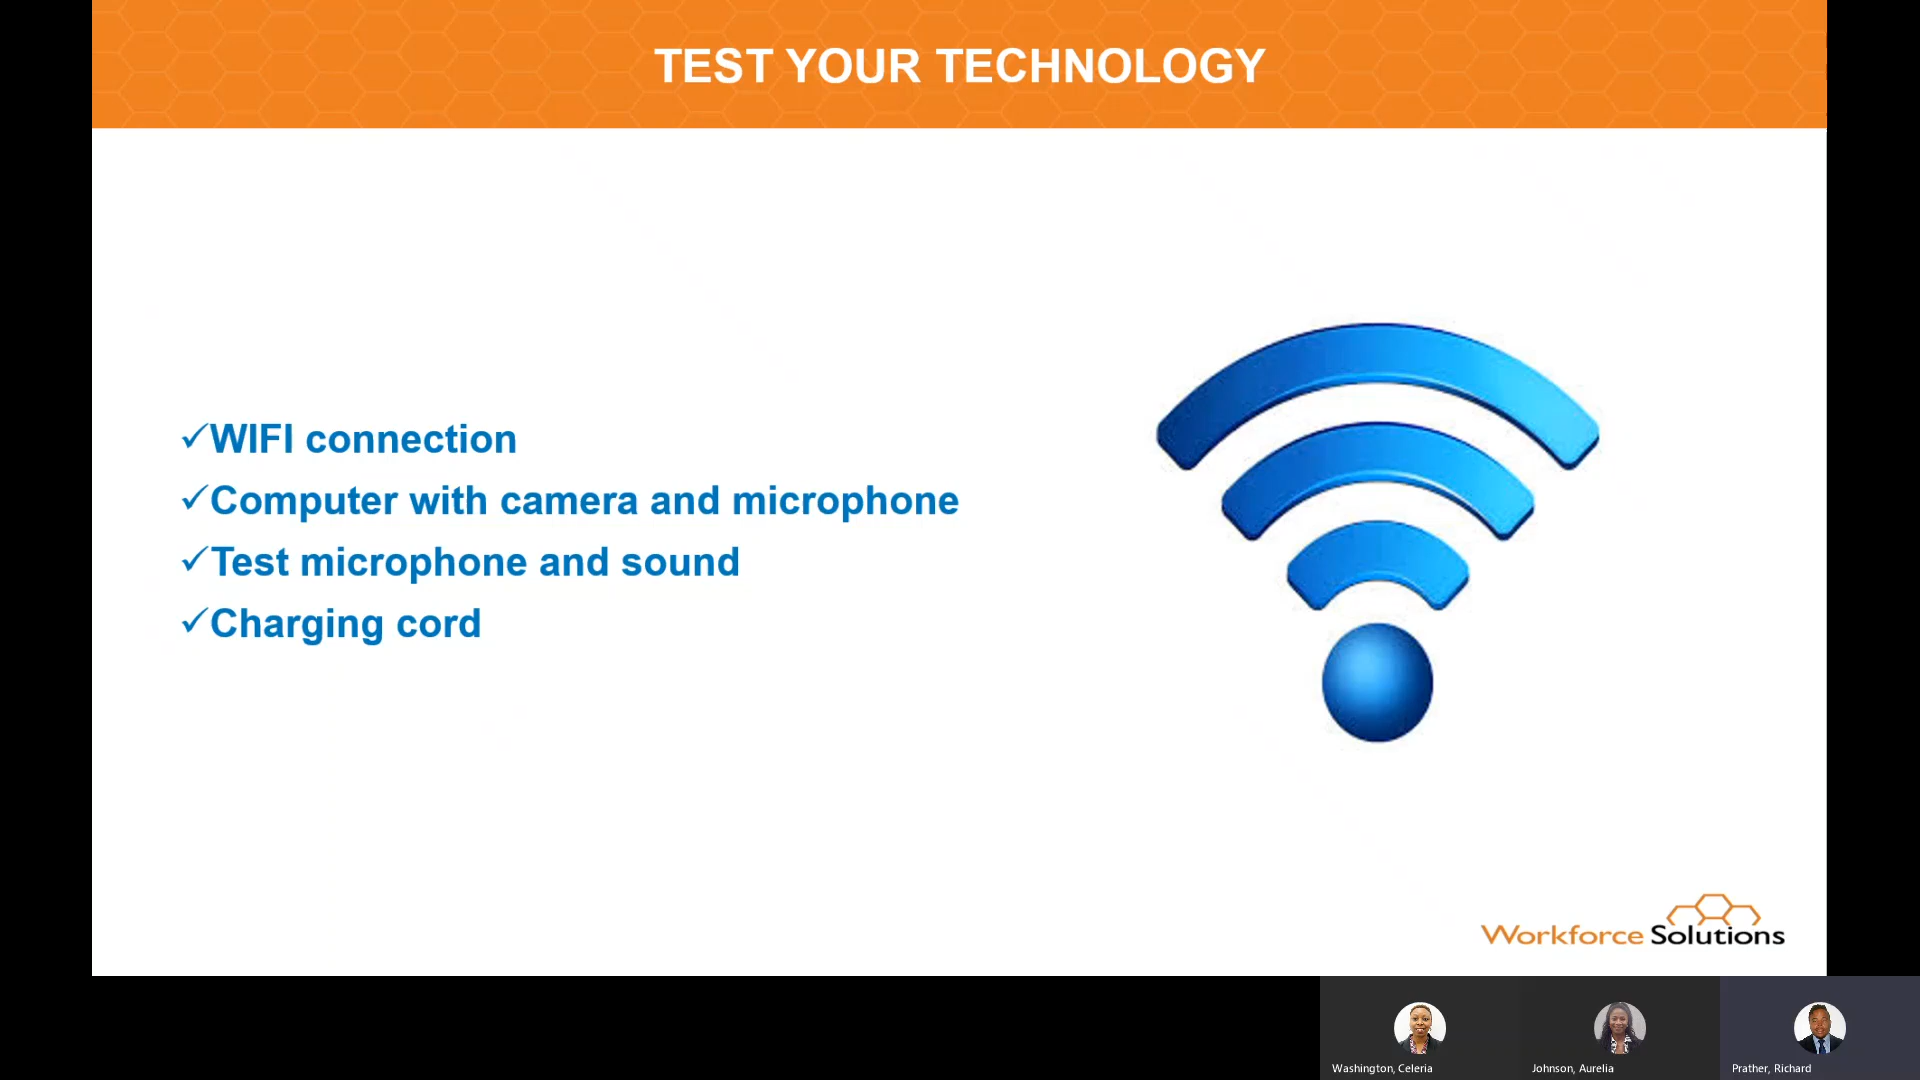 TEST YOUR TECHNOLOGY
✓WIFI connection
✓Computer with camera and microphone
✓Test microphone and sound
✓Charging cord
Workforce Solutions
Washington, Celeria
Johnson, Aurelia
Prather, Richard